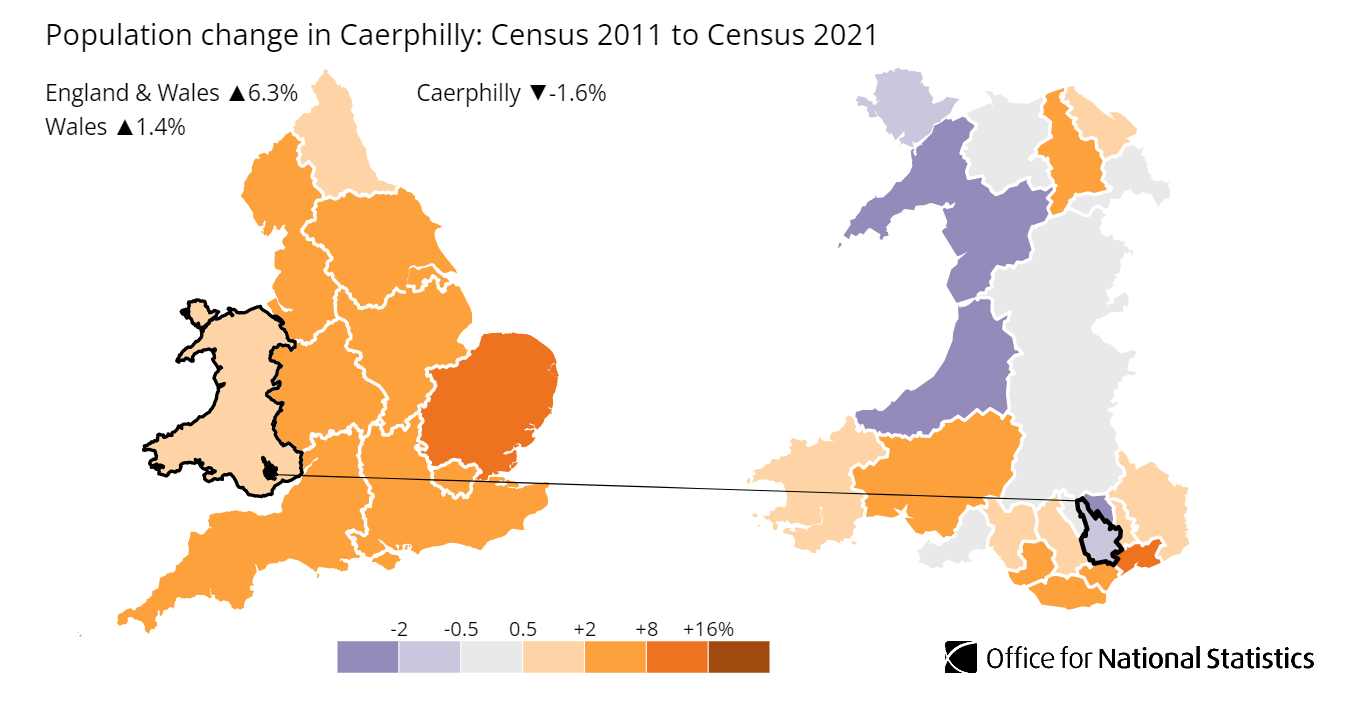 Population change in Caerphilly: Census 2011 to Census 2021
England & Wales ▲6.3%
Caerphilly ▼-1.6%
Wales ▲1.4%
-2 -0.5 0.5 +2 +8 +16%
Office for National Statistics